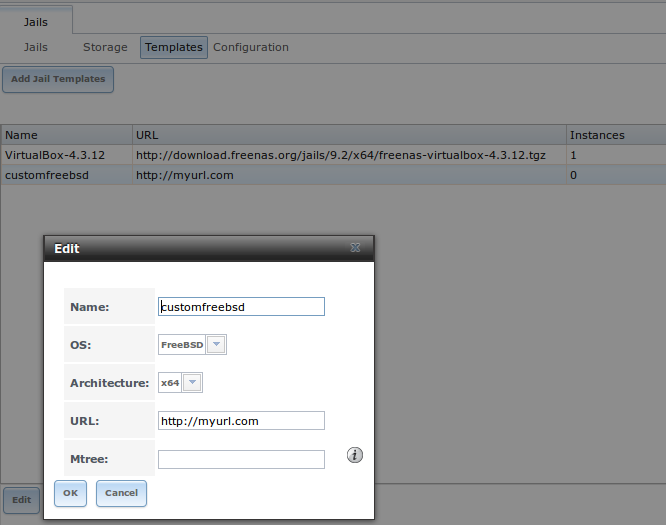 Jails
Jails Storage Templates Configuration
Add Jail Templates
Name URL Instances
VirtualBox-4.3.12 http://download.freenas.org/jails/9.2/x64/freenas-virtualbox-4.3.12.tgz 1
customfreebsd http://myurl.com 0
Edit
Name: customfreebsd
OS: FreeBSD
Architecture: x64
URL: http://myurl.com
Mtree:
OK Cancel
Edit